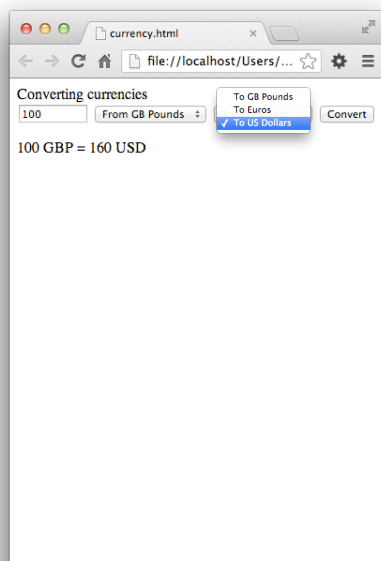 currency.html
file://localhost/Users/...
Converting currencies
100
From GB Pounds
To GB Pounds
To Euros
✓ To US Dollars
Convert
100 GBP = 160 USD